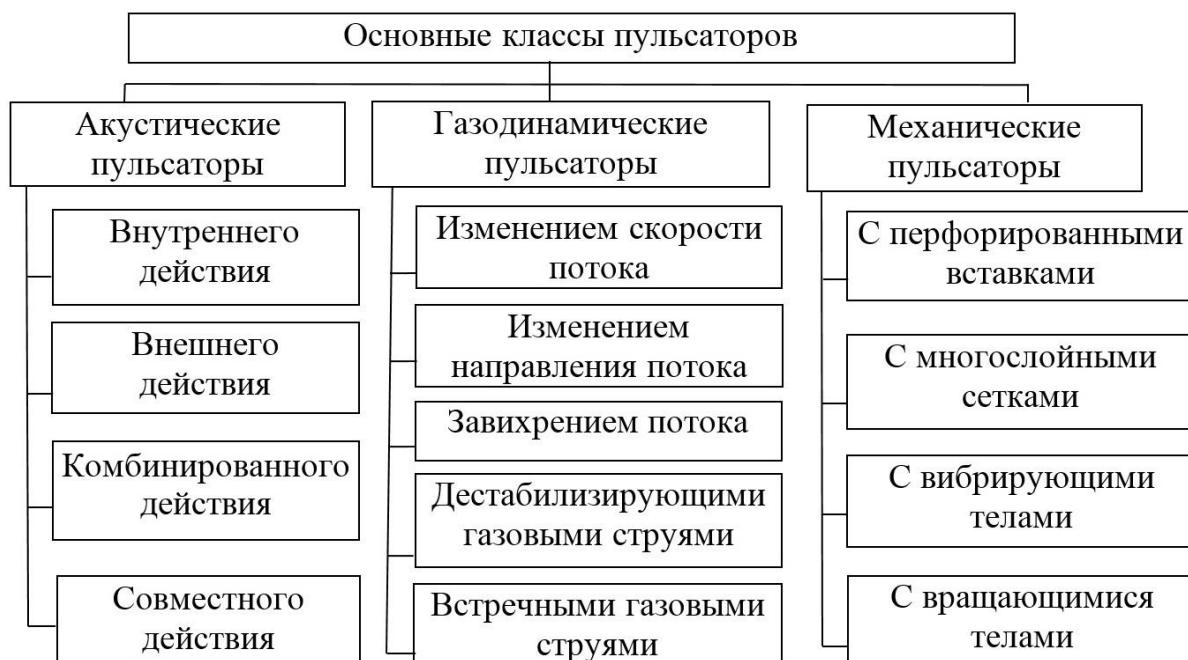 Основные классы пульсаторов
Акустические
пульсаторы
Внутреннего
действия
Внешнего
действия
Комбинированного
действия
Совместного
действия
Газодинамические
пульсаторы
Изменением скорости
потока
Изменением
направления потока
Завихрением потока
Дестабилизирующими
газовыми струями
Встречными газовыми
струями
Механические
пульсаторы
С перфорированными
вставками
С многослойными
сетками
С вибрирующими
телами
С вращающимися
телами